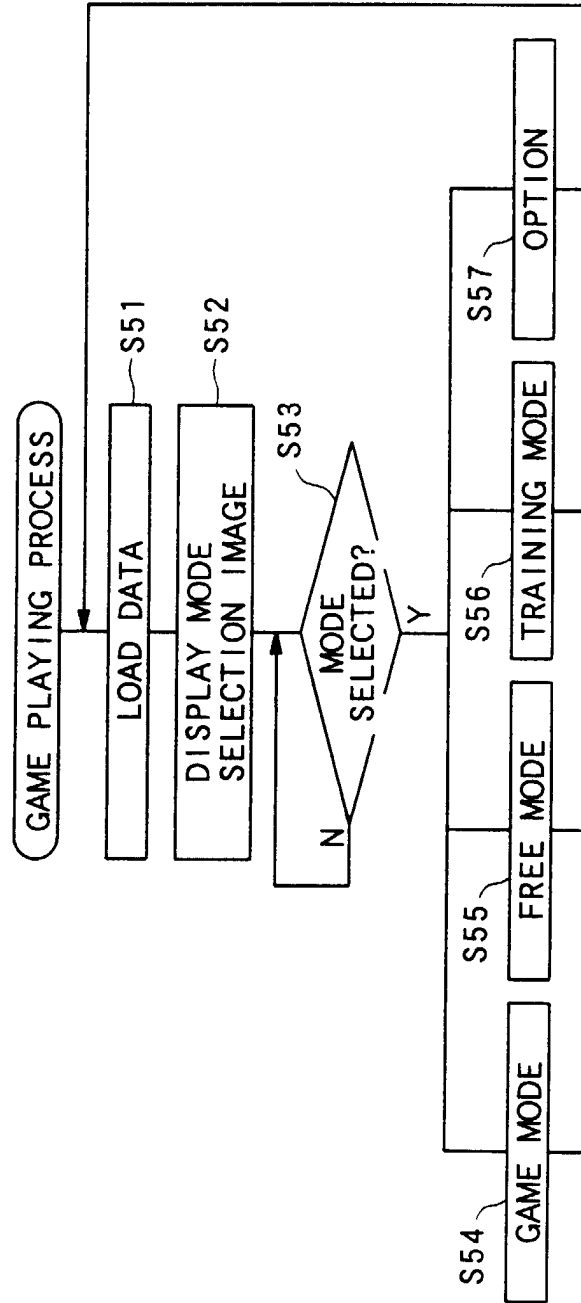 GAME PLAYING PROCESS
LOAD DATA
S51
DISPLAY MODE
SELECTION IMAGE
S52
MODE
SELECTED?
S53
N
Y
S54
GAME MODE
S55
FREE MODE
S56
TRAINING MODE
S57
OPTION